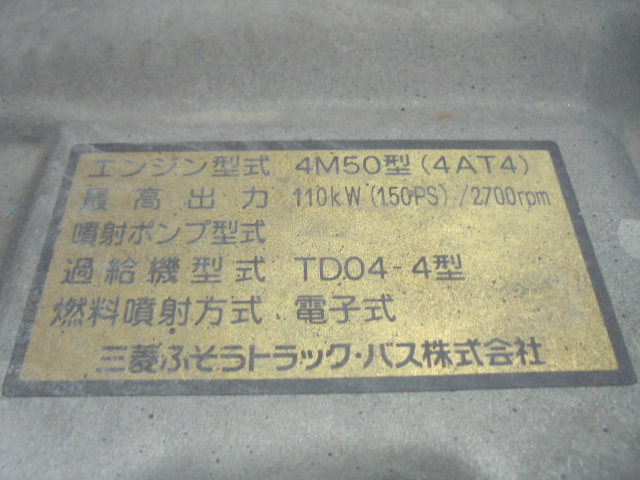 エンジン型式 4M50型(4AT4)
最高出力 110kW(150PS)/2700rpm
噴射ポンプ型式
過給機型式 TD04-4型
燃料噴射方式 電子式
三菱ふそうトラック・バス株式会社